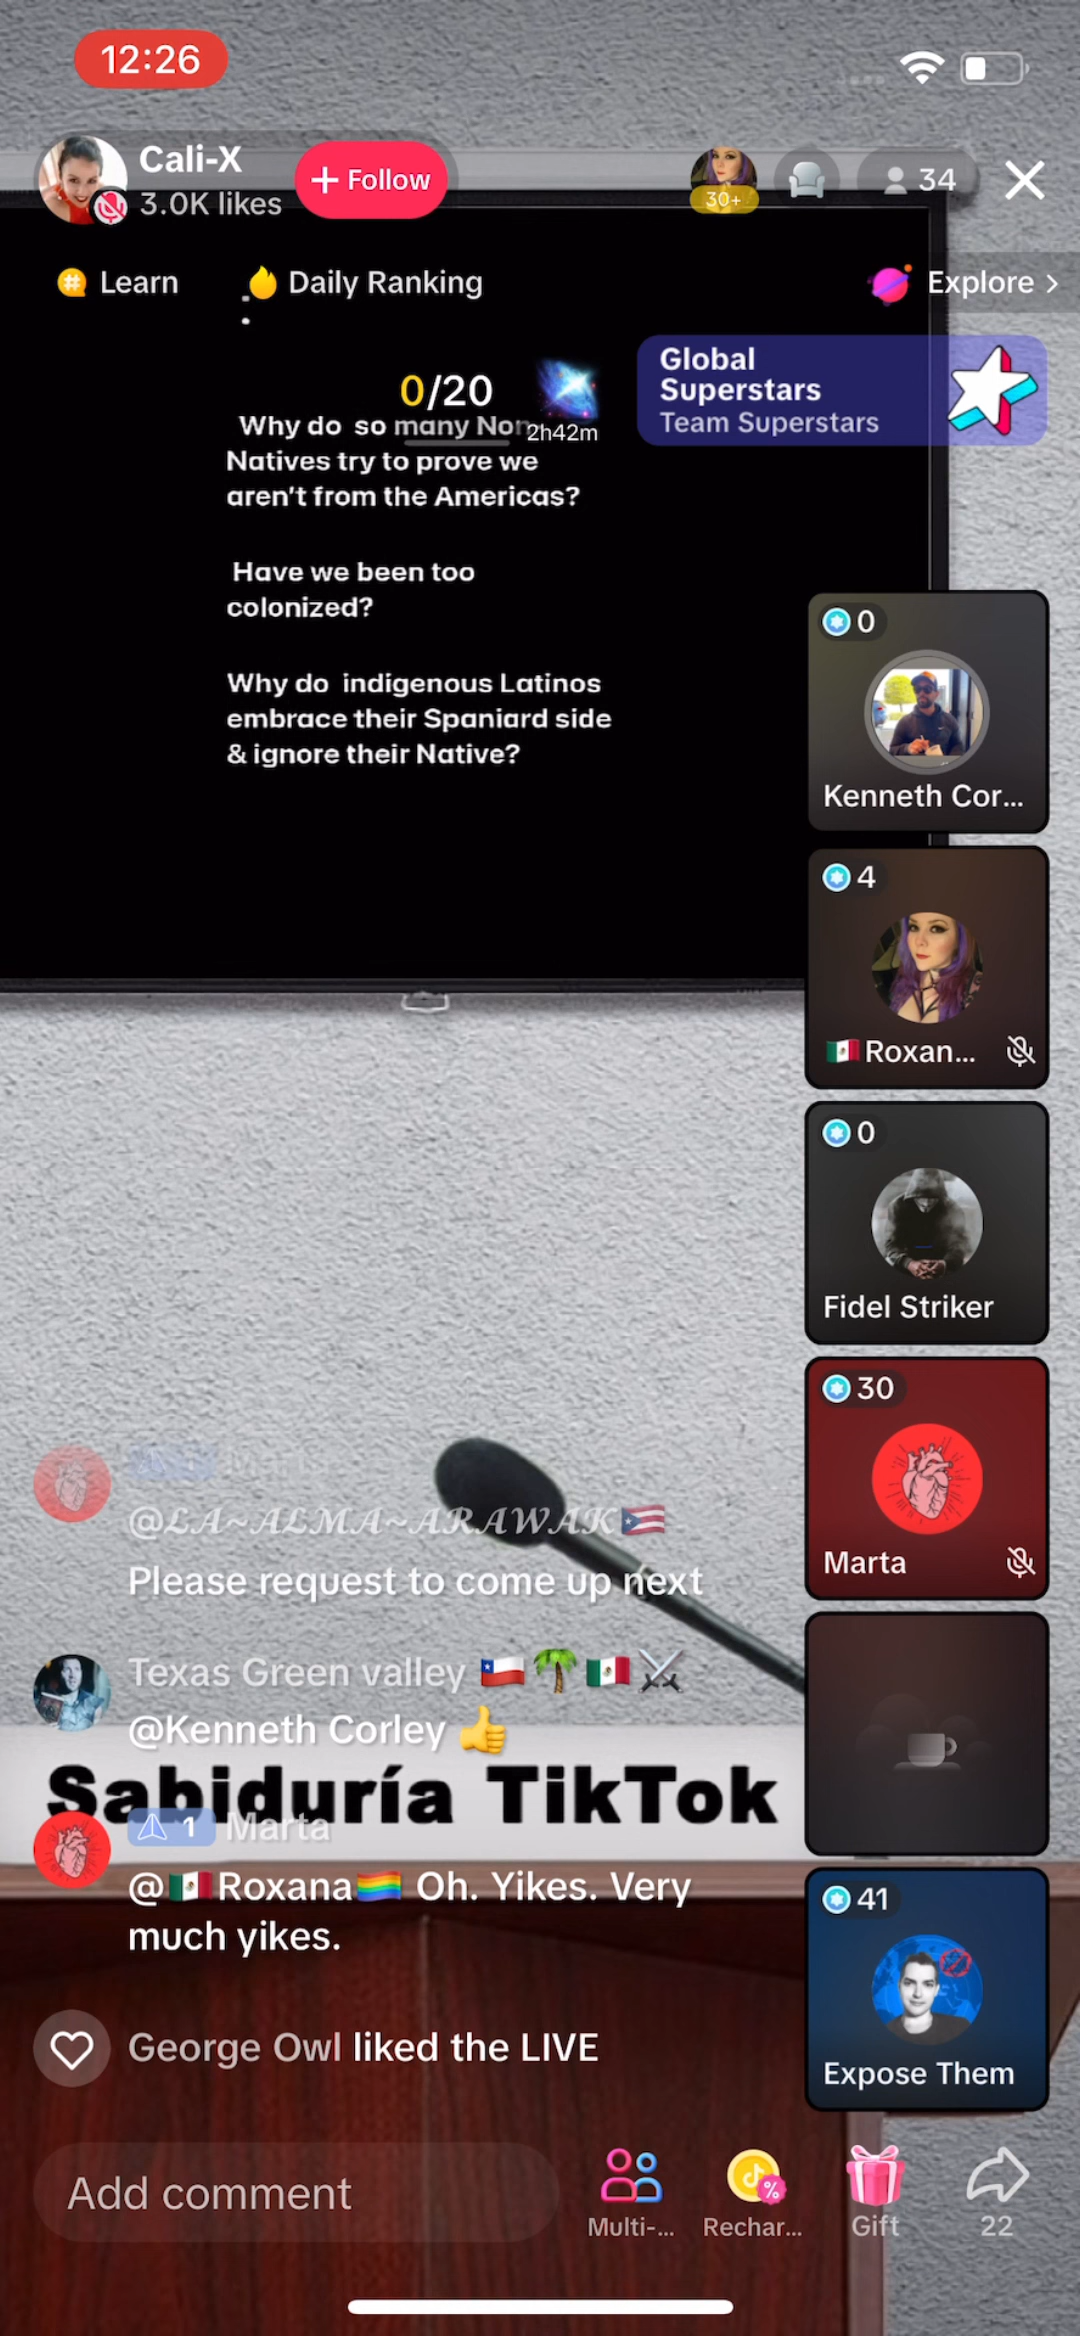 12:26
Cali-X
3.0K likes
+ Follow
30+
34
Learn
Daily Ranking
Explore >
Global
Superstars
Team Superstars
0/20
2h42m
Why do so many Non
Natives try to prove we
aren't from the Americas?
Have we been too
colonized?
Why do indigenous Latinos
embrace their Spaniard side
& ignore their Native?
0
Kenneth Cor...
4
🇲🇽Roxan...
0
Fidel Striker
30
Marta
41
Expose Them
@LA~ALMA~ARAWAK🇵🇷
Please request to come up next
Texas Green valley 🇨🇱🌴🇲🇽⚔️
@Kenneth Corley 👍
Sabiduría TikTok
1 Marta
@🇲🇽Roxana🏳️‍🌈 Oh. Yikes. Very
much yikes.
George Owl liked the LIVE
Add comment
Multi-...
Rechar...
Gift
22